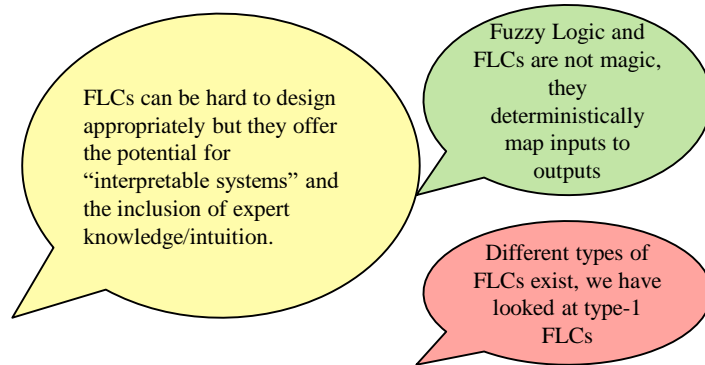 FLCs can be hard to design
appropriately but they offer
the potential for
“interpretable systems” and
the inclusion of expert
knowledge/intuition.
Fuzzy Logic and
FLCs are not magic,
they
deterministically
map inputs to
outputs
Different types of
FLCs exist, we have
looked at type-1
FLCs